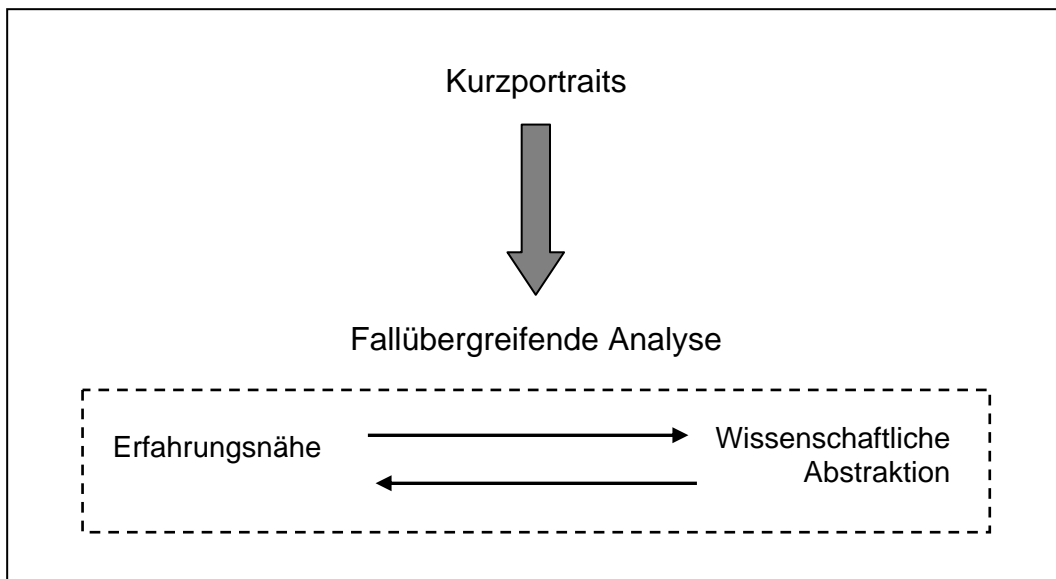 Kurzportraits
Fallübergreifende Analyse
Erfahrungsnähe
Wissenschaftliche
Abstraktion